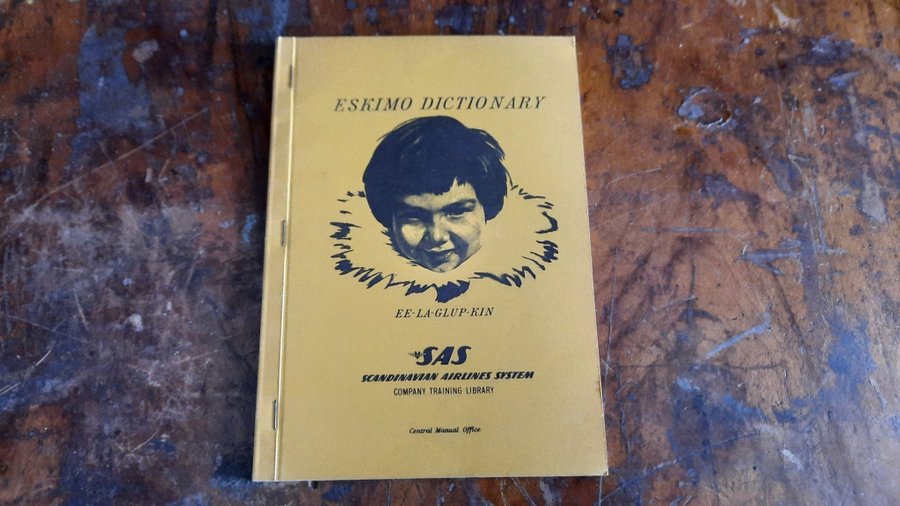 ESKIMO DICTIONARY
EE-LA-GLUP-KIN
SAS
SCANDINAVIAN AIRLINES SYSTEM
COMPANY TRAINING LIBRARY
Central Manual Office